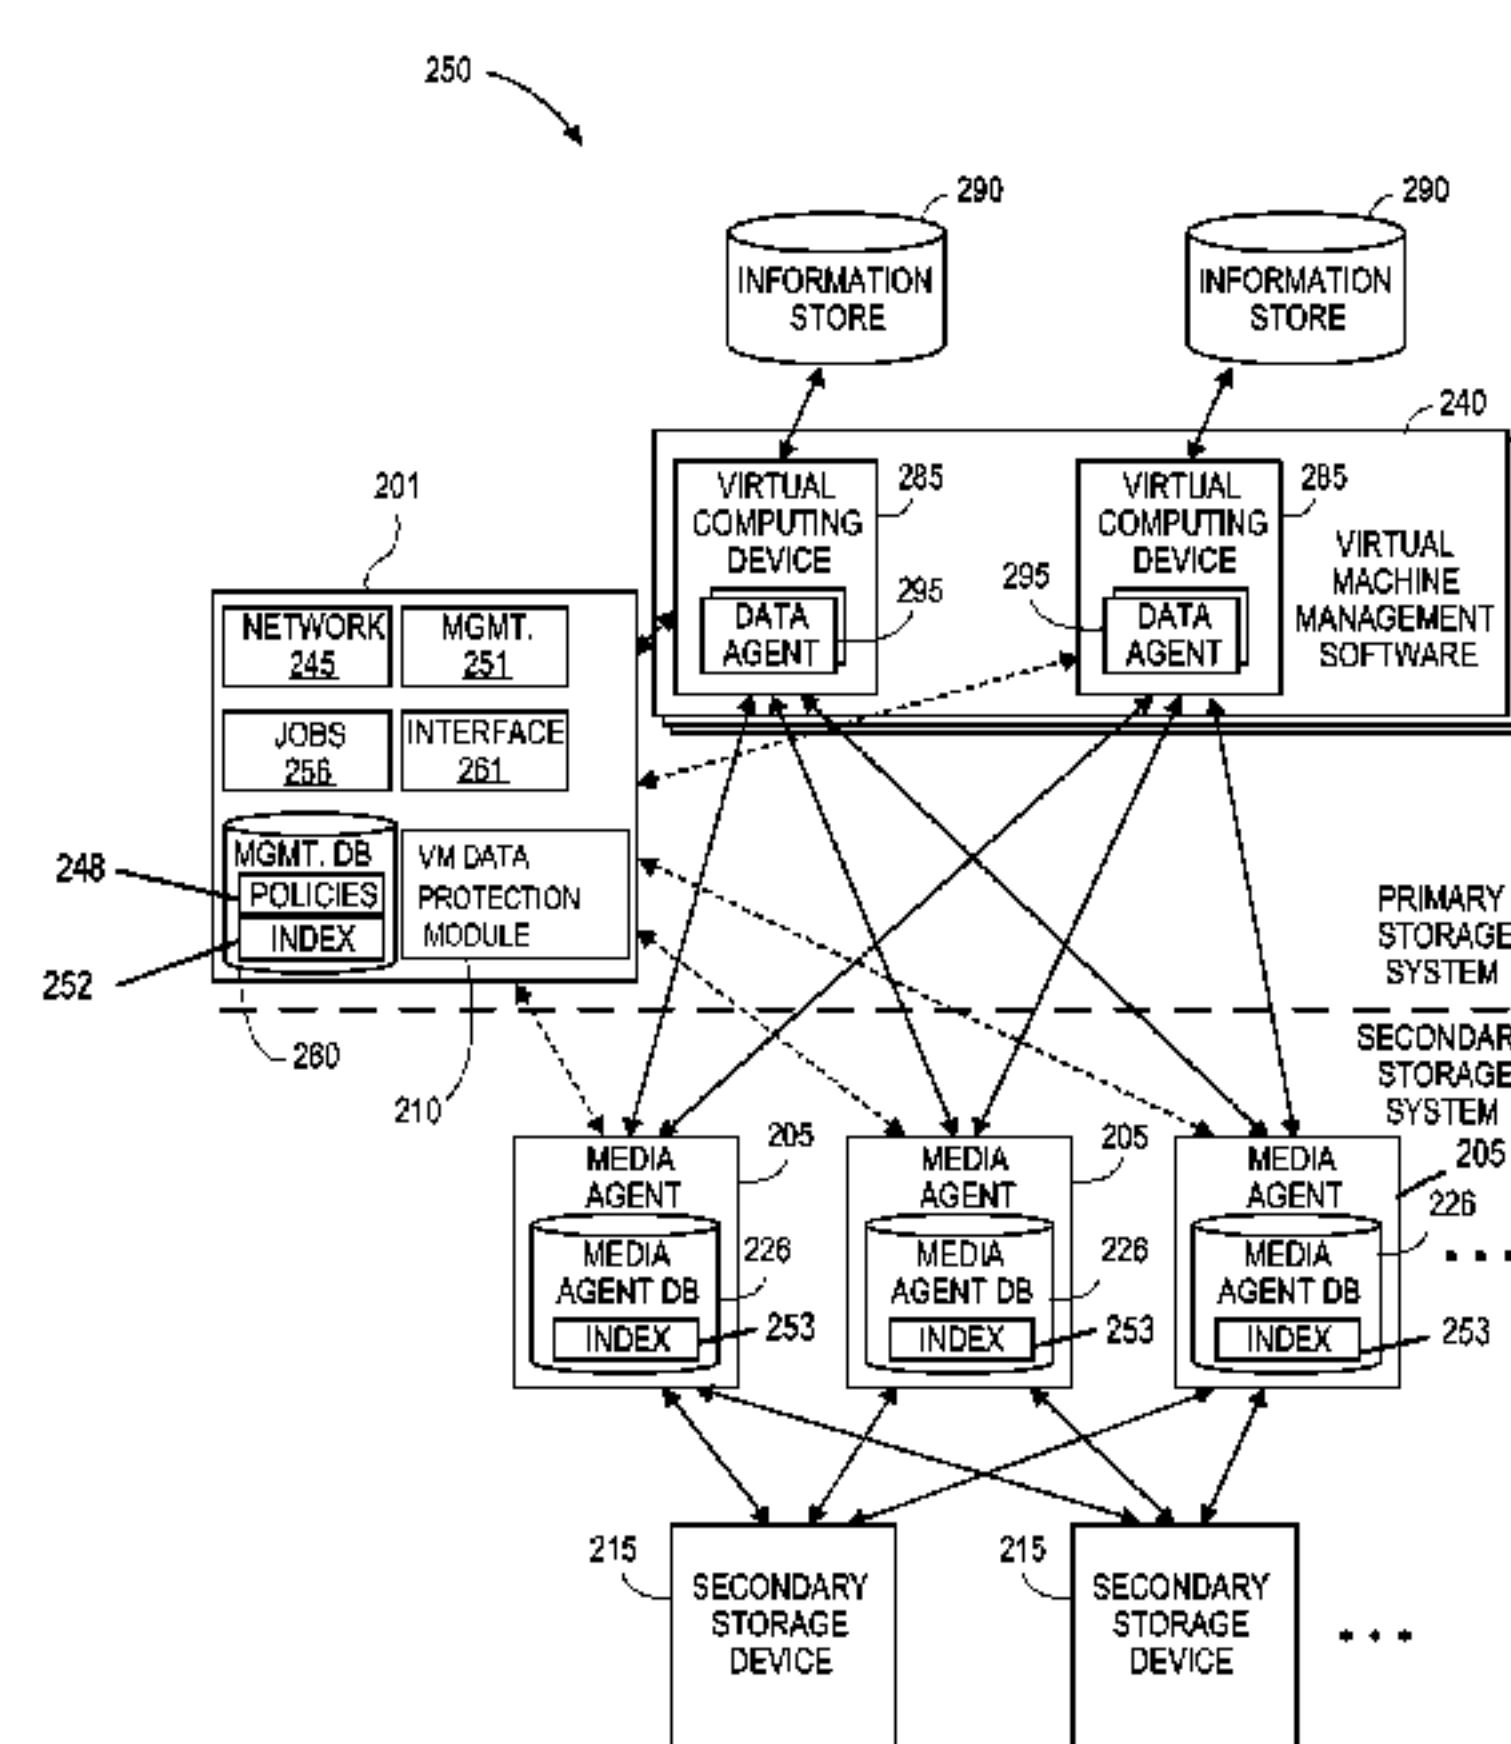 250
290
290
INFORMATION
STORE
INFORMATION
STORE
240
201
VIRTUAL
COMPUTING
DEVICE
285
DATA
AGENT
295
VIRTUAL
COMPUTING
DEVICE
285
295
DATA
AGENT
VIRTUAL
MACHINE
MANAGEMENT
SOFTWARE
NETWORK
245
MGMT.
251
JOBS
256
INTERFACE
261
MGMT. DB
POLICIES
INDEX
248
252
VM DATA
PROTECTION
MODULE
260
210
PRIMARY
STORAGE
SYSTEM
SECONDAR
STORAGE
SYSTEM
MEDIA
AGENT
205
MEDIA
AGENT DB
226
INDEX
253
MEDIA
AGENT
205
MEDIA
AGENT DB
226
INDEX
253
MEDIA
AGENT
205
MEDIA
AGENT DB
226
. . .
INDEX
253
215
SECONDARY
STORAGE
DEVICE
215
SECONDARY
STORAGE
DEVICE
. . .